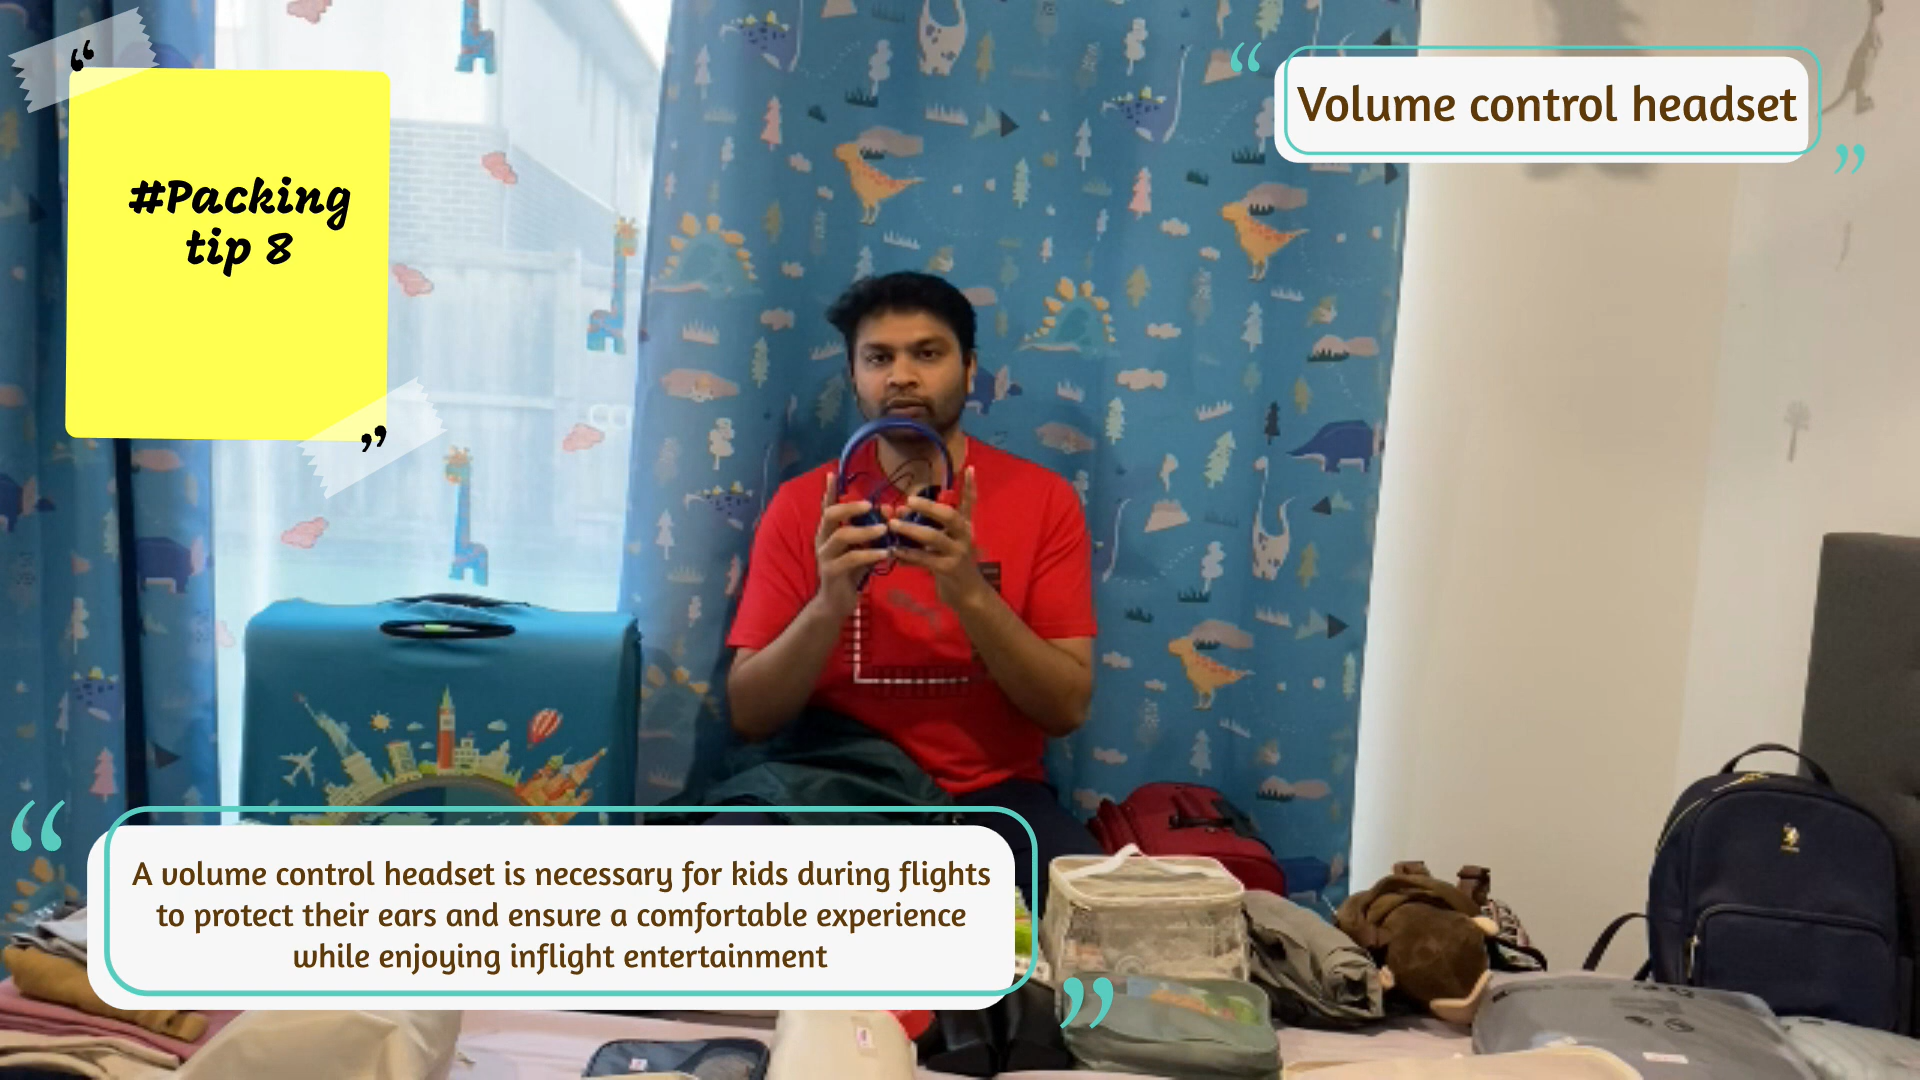 #Packing
tip 8
Volume control headset
A volume control headset is necessary for kids during flights
to protect their ears and ensure a comfortable experience
while enjoying inflight entertainment